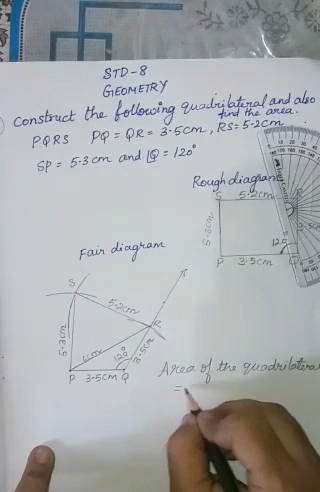 STD-8
GEOMETRY
Construct the following quadrilateral and also
find the area.
PQRS PQ = QR = 3.5cm, RS = 5.2cm
SP = 5.3cm and ∠Q = 120°
Rough diagram
S 5.2cm R
5.3cm
120°
P 3.5cm Q
Fair diagram
S
5.2cm
R
5.3cm
6cm
120°
3.5cm
P 3.5cm Q
Area of the quadrilateral
=